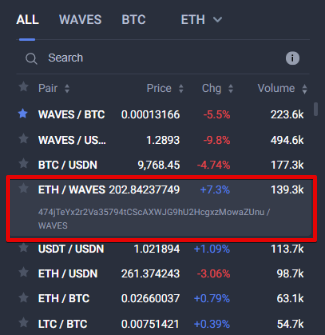 ALL WAVES BTC ETH
Search
Pair Price Chg Volume
WAVES / BTC 0.00013166 -5.5% 223.6k
WAVES / US... 1.2893 -9.8% 494.6k
BTC / USDN 9,768.45 -4.74% 177.3k
ETH / WAVES 202.84237749 +7.3% 139.3k
474jTeYx2r2Va35794tCScAXWJG9hU2HcgxzMowaZUnu /
WAVES
USDT / USDN 1.021894 +1.09% 113.7k
ETH / USDN 261.374243 -3.06% 98.7k
ETH / BTC 0.02660037 +0.79% 63.1k
LTC / BTC 0.00751421 +0.39% 54.7k